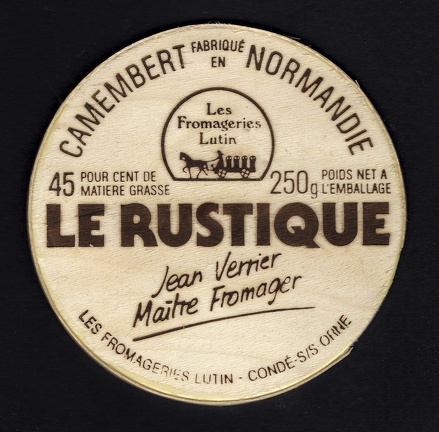 CAMEMBERT FABRIQUÉ EN NORMANDIE
Les
Fromageries
Lutin
45 POUR CENT DE
MATIERE GRASSE
250g POIDS NET A
L'EMBALLAGE
LE RUSTIQUE
Jean Verrier
Maître Fromager
LES FROMAGERIES LUTIN - CONDÉ-S/S-ORNE